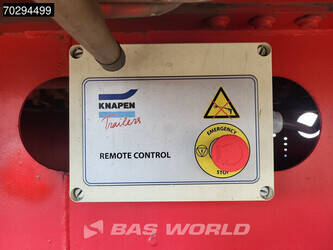 70294499
KNAPEN
Trailers
REMOTE CONTROL
EMERGENCY
STOP
BAS WORLD